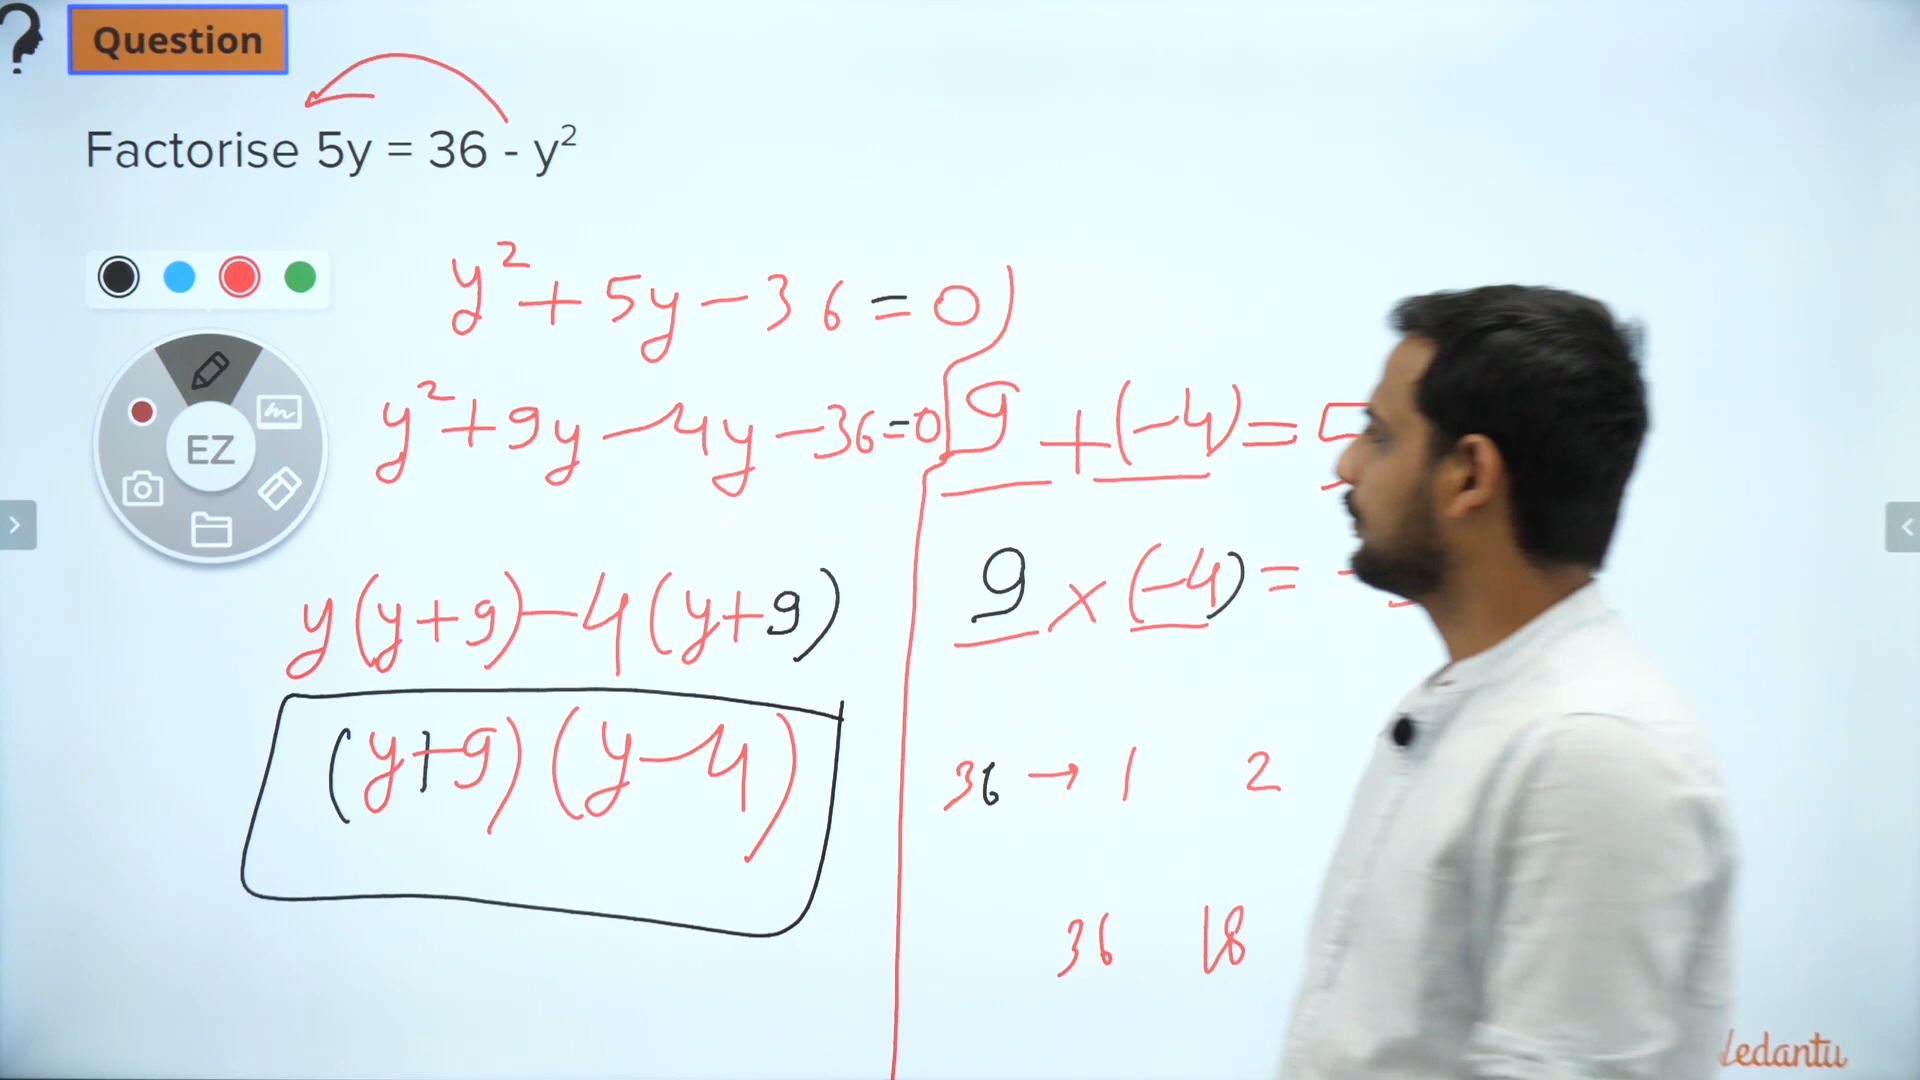 Question
Factorise 5y = 36 - y²
y² + 5y - 36 = 0
y² + 9y - 4y - 36 = 0
y(y+9) - 4(y+9)
(y+9)(y-4)
EZ
9 + (-4) = 5
9 × (-4) =
36 → 1 2
36 18
Vedantu